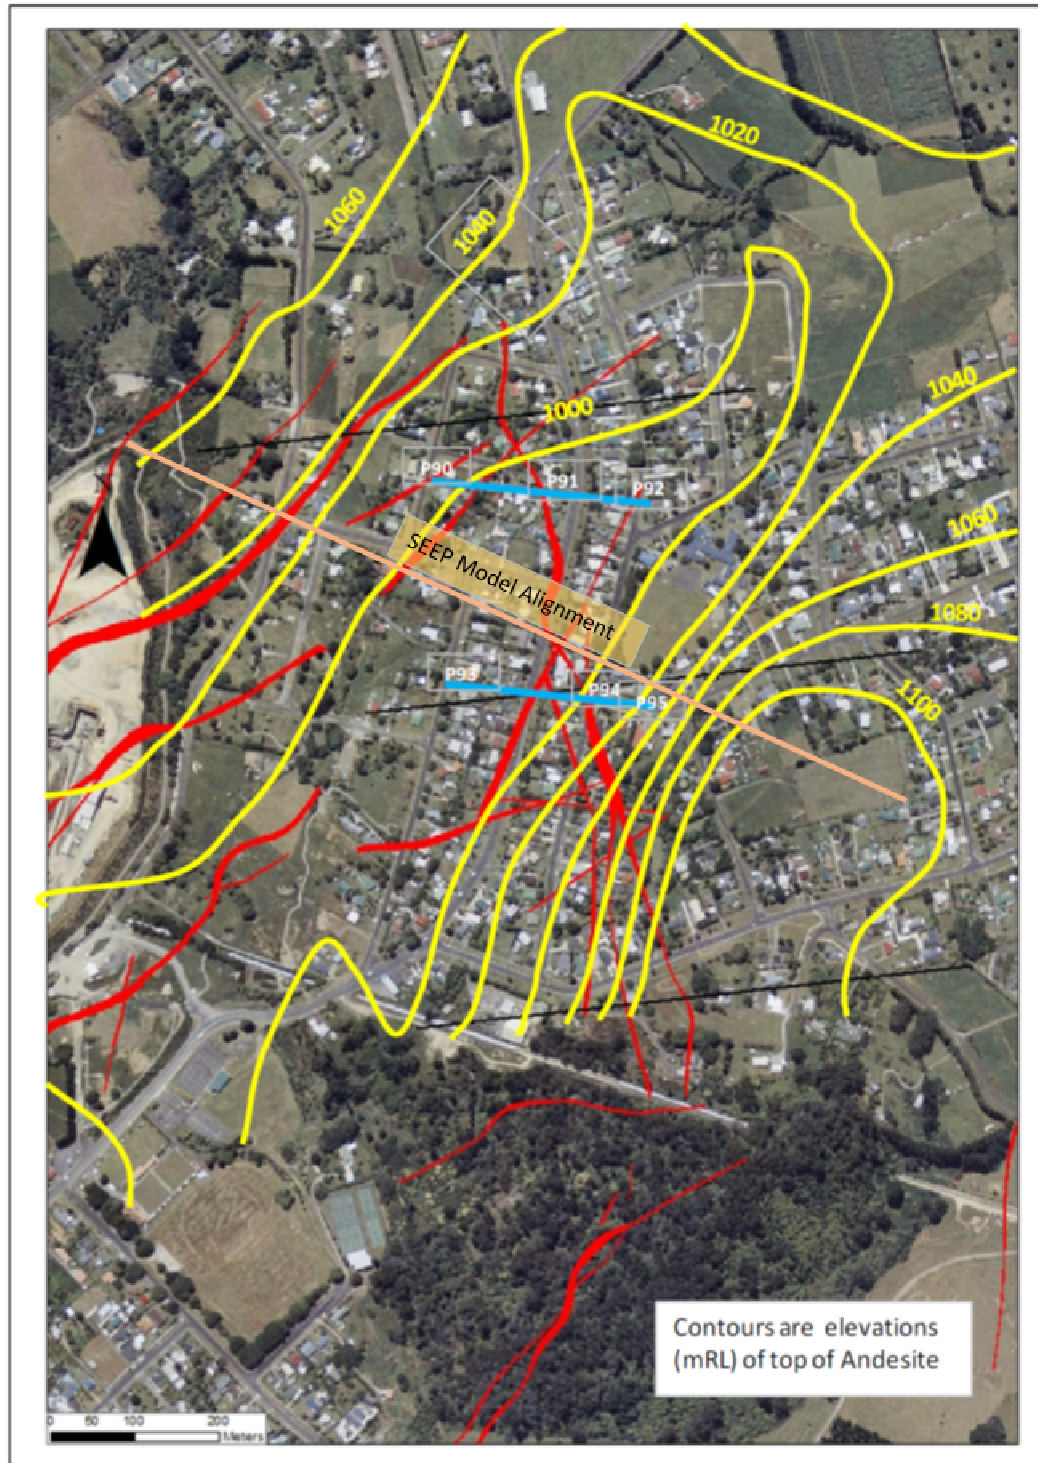 1020
1060
1040
1040
1000
P90
P91
P92
SEEP Model Alignment
1060
1080
P93
P94
P95
1100
N
Contours are elevations
(mRL) of top of Andesite
0 50 100 200
Meters